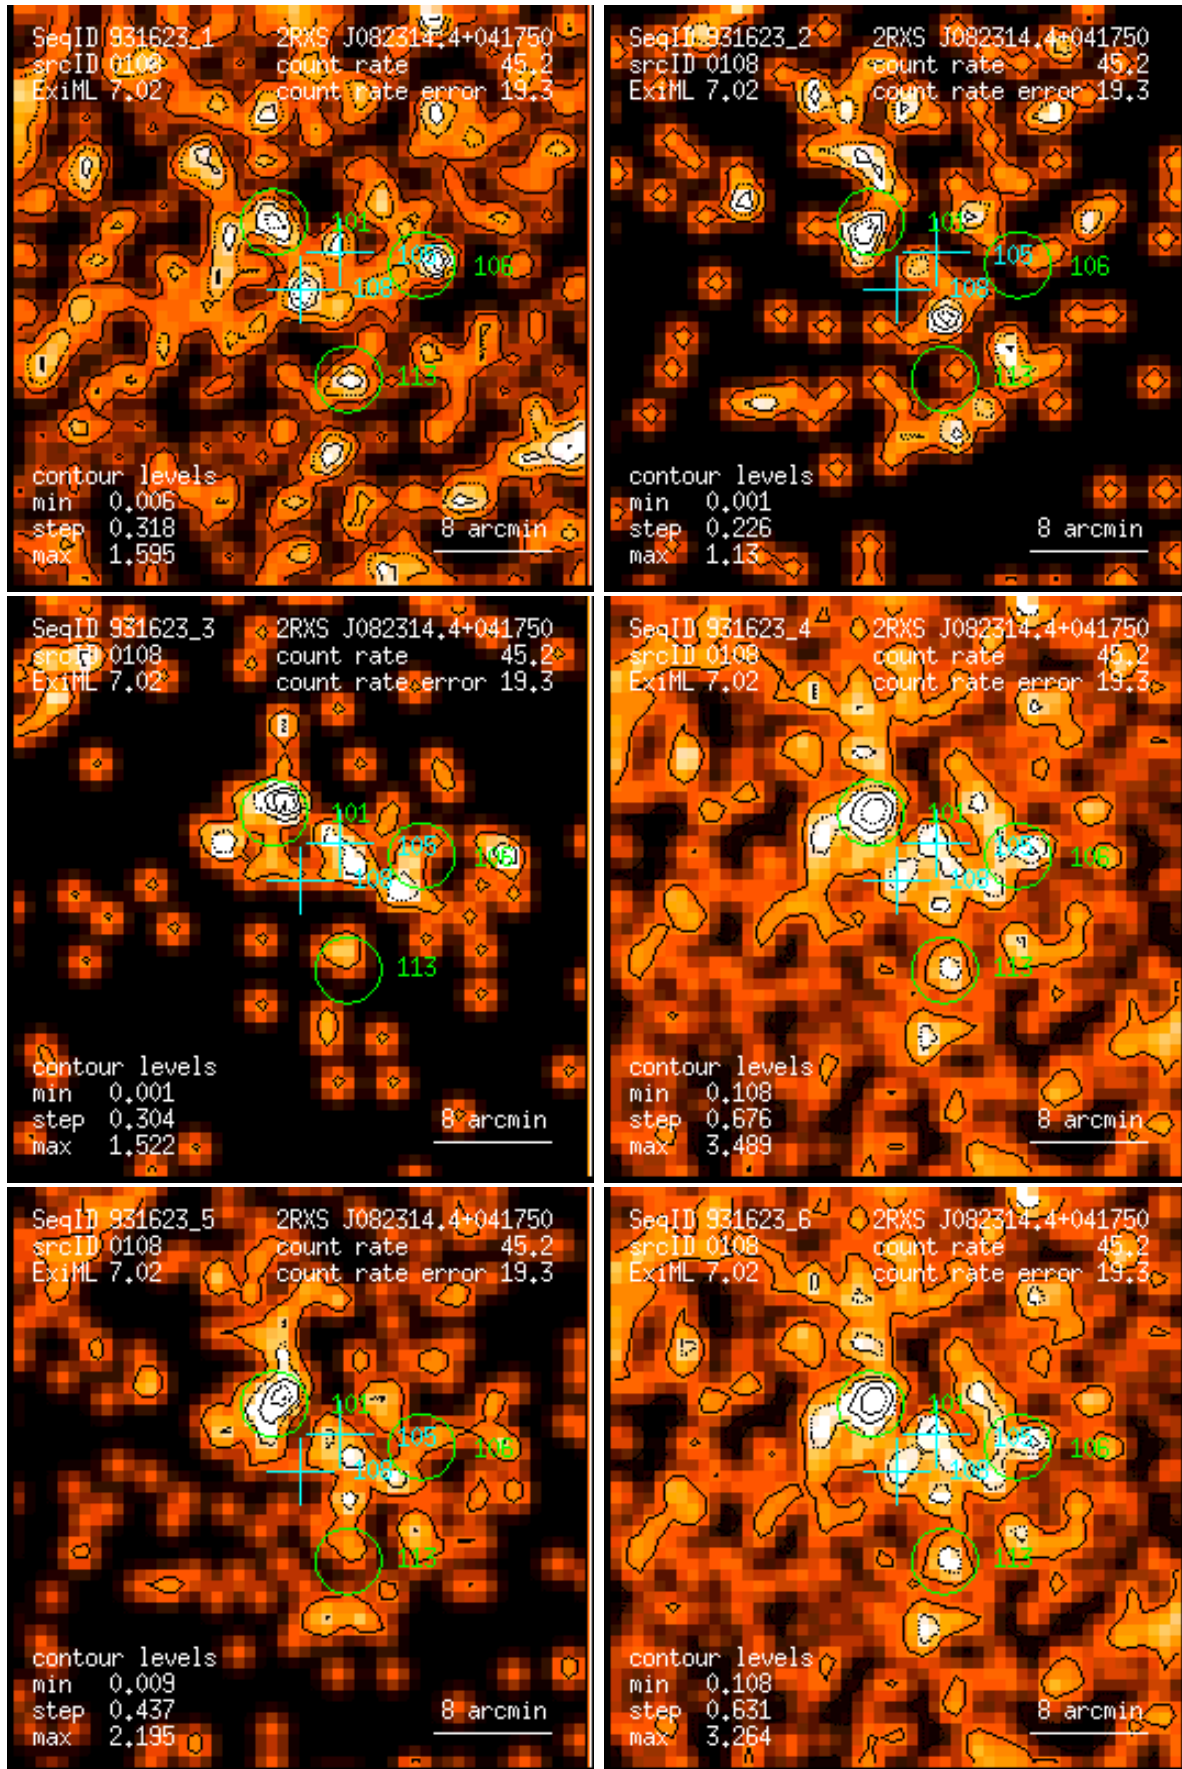 SeqID 931623_1 2RXS J082314.4+041750
srcID 0108 count rate 45.2
ExiML 7.02 count rate error 19.3
101
105 106
108
113
contour levels
min 0.006
step 0.318 8 arcmin
max 1.595
SeqID 931623_2 2RXS J082314.4+041750
srcID 0108 count rate 45.2
ExiML 7.02 count rate error 19.3
101
105 106
108
113
contour levels
min 0.001
step 0.226 8 arcmin
max 1.13
SeqID 931623_3 2RXS J082314.4+041750
srcID 0108 count rate 45.2
ExiML 7.02 count rate error 19.3
101
105 106
108
113
contour levels
min 0.001
step 0.304 8 arcmin
max 1.522
SeqID 931623_4 2RXS J082314.4+041750
srcID 0108 count rate 45.2
ExiML 7.02 count rate error 19.3
101
105 106
108
113
contour levels
min 0.108
step 0.676 8 arcmin
max 3.489
SeqID 931623_5 2RXS J082314.4+041750
srcID 0108 count rate 45.2
ExiML 7.02 count rate error 19.3
101
105 106
108
113
contour levels
min 0.009
step 0.437 8 arcmin
max 2.195
SeqID 931623_6 2RXS J082314.4+041750
srcID 0108 count rate 45.2
ExiML 7.02 count rate error 19.3
101
105 106
108
113
contour levels
min 0.108
step 0.631 8 arcmin
max 3.264